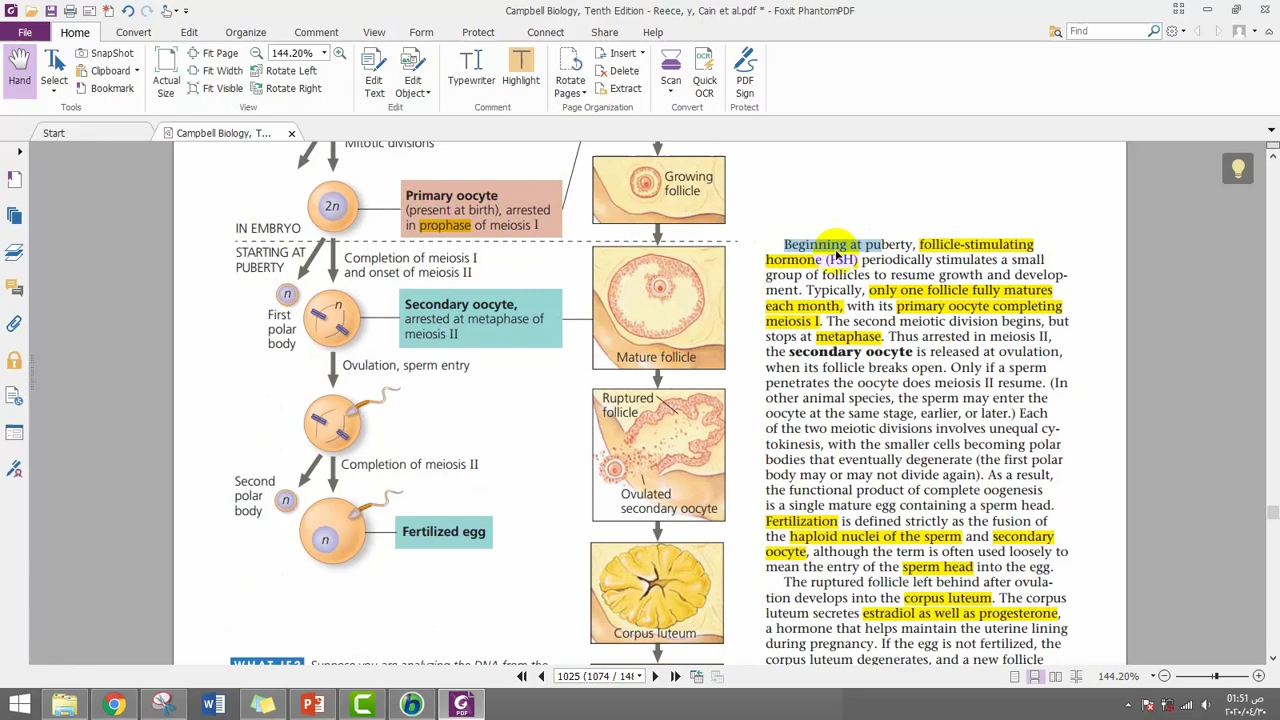 Campbell Biology, Tenth Edition - Reece, y, Cain et al.pdf * - Foxit PhantomPDF
File Home Convert Edit Organize Comment View Form Protect Connect Share Help
Find
Hand
Select
SnapShot
Clipboard
Bookmark
Tools
Actual Size
Fit Page
Fit Width
Fit Visible
144.20%
Rotate Left
Rotate Right
View
Edit Text
Edit Object
Edit
Typewriter
Highlight
Comment
Rotate Pages
Insert
Delete
Extract
Page Organization
Scan
Quick OCR
Convert
PDF Sign
Protect
Start
Campbell Biology, T...
Mitotic divisions
2n
Primary oocyte
(present at birth), arrested
in prophase of meiosis I
IN EMBRYO
STARTING AT
PUBERTY
Completion of meiosis I
and onset of meiosis II
n
First
polar
body
n
Secondary oocyte,
arrested at metaphase of
meiosis II
Ovulation, sperm entry
Completion of meiosis II
Second
polar
body
n
n
Fertilized egg
Growing
follicle
Mature follicle
Ruptured
follicle
Ovulated
secondary oocyte
Corpus luteum
WHAT IF? Suppose you are analyzing the DNA from the
Beginning at puberty, follicle-stimulating
hormone (FSH) periodically stimulates a small
group of follicles to resume growth and develop-
ment. Typically, only one follicle fully matures
each month, with its primary oocyte completing
meiosis I. The second meiotic division begins, but
stops at metaphase. Thus arrested in meiosis II,
the secondary oocyte is released at ovulation,
when its follicle breaks open. Only if a sperm
penetrates the oocyte does meiosis II resume. (In
other animal species, the sperm may enter the
oocyte at the same stage, earlier, or later.) Each
of the two meiotic divisions involves unequal cy-
tokinesis, with the smaller cells becoming polar
bodies that eventually degenerate (the first polar
body may or may not divide again). As a result,
the functional product of complete oogenesis
is a single mature egg containing a sperm head.
Fertilization is defined strictly as the fusion of
the haploid nuclei of the sperm and secondary
oocyte, although the term is often used loosely to
mean the entry of the sperm head into the egg.
The ruptured follicle left behind after ovula-
tion develops into the corpus luteum. The corpus
luteum secretes estradiol as well as progesterone,
a hormone that helps maintain the uterine lining
during pregnancy. If the egg is not fertilized, the
corpus luteum degenerates, and a new follicle
1025 (1074 / 148
144.20%
01:51 ص
٢٠٢٠/٠٤/٣٠